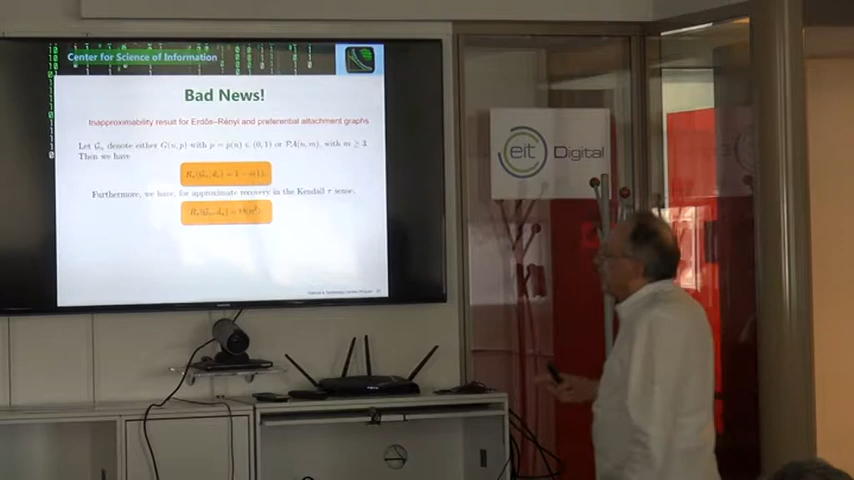 Center for Science of Information
Bad News!
Inapproximability result for Erdős–Rényi and preferential attachment graphs
Let 𝒢ₙ denote either G(n, p) with p = p(n) ∈ (0, 1) or PA(n, m), with m ≥ 3.
Then we have
Furthermore, we have, for approximate recovery in the Kendall τ sense,
eit Digital